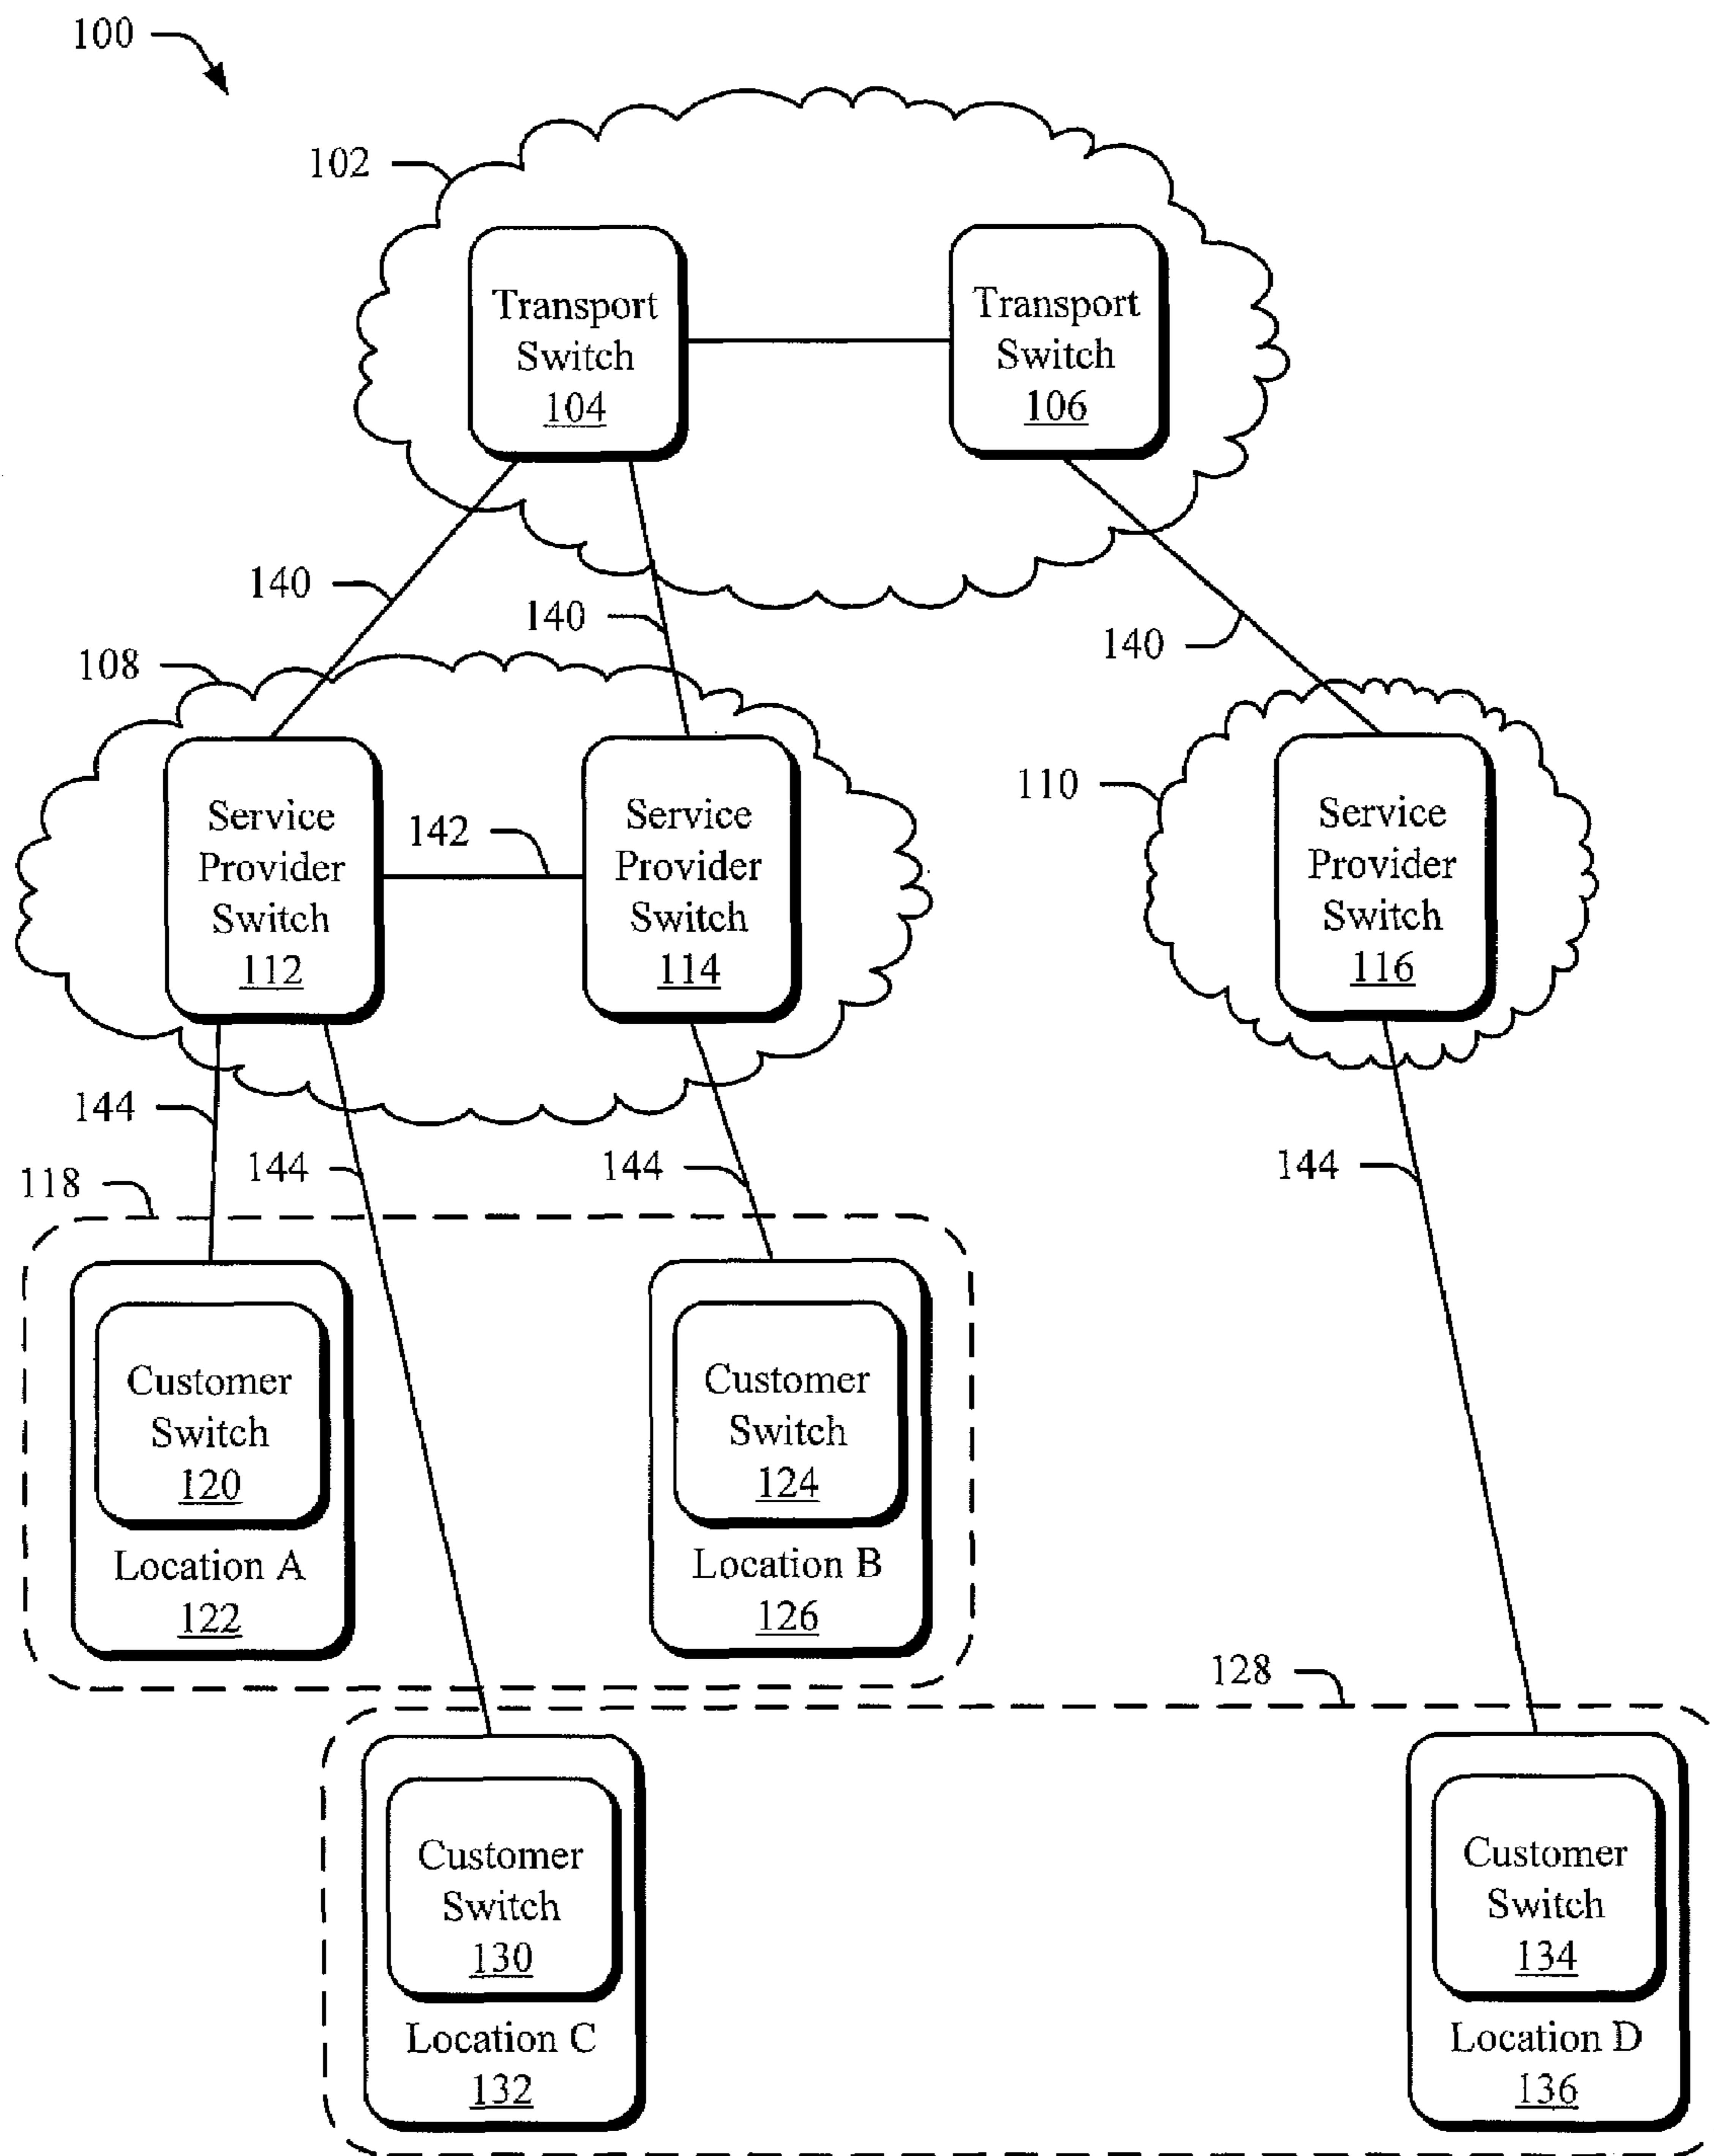 100
102
Transport
Switch
104
Transport
Switch
106
140
140
140
108
110
Service
Provider
Switch
112
142
Service
Provider
Switch
114
Service
Provider
Switch
116
144
144
144
144
118
Customer
Switch
120
Location A
122
Customer
Switch
124
Location B
126
128
Customer
Switch
130
Location C
132
Customer
Switch
134
Location D
136